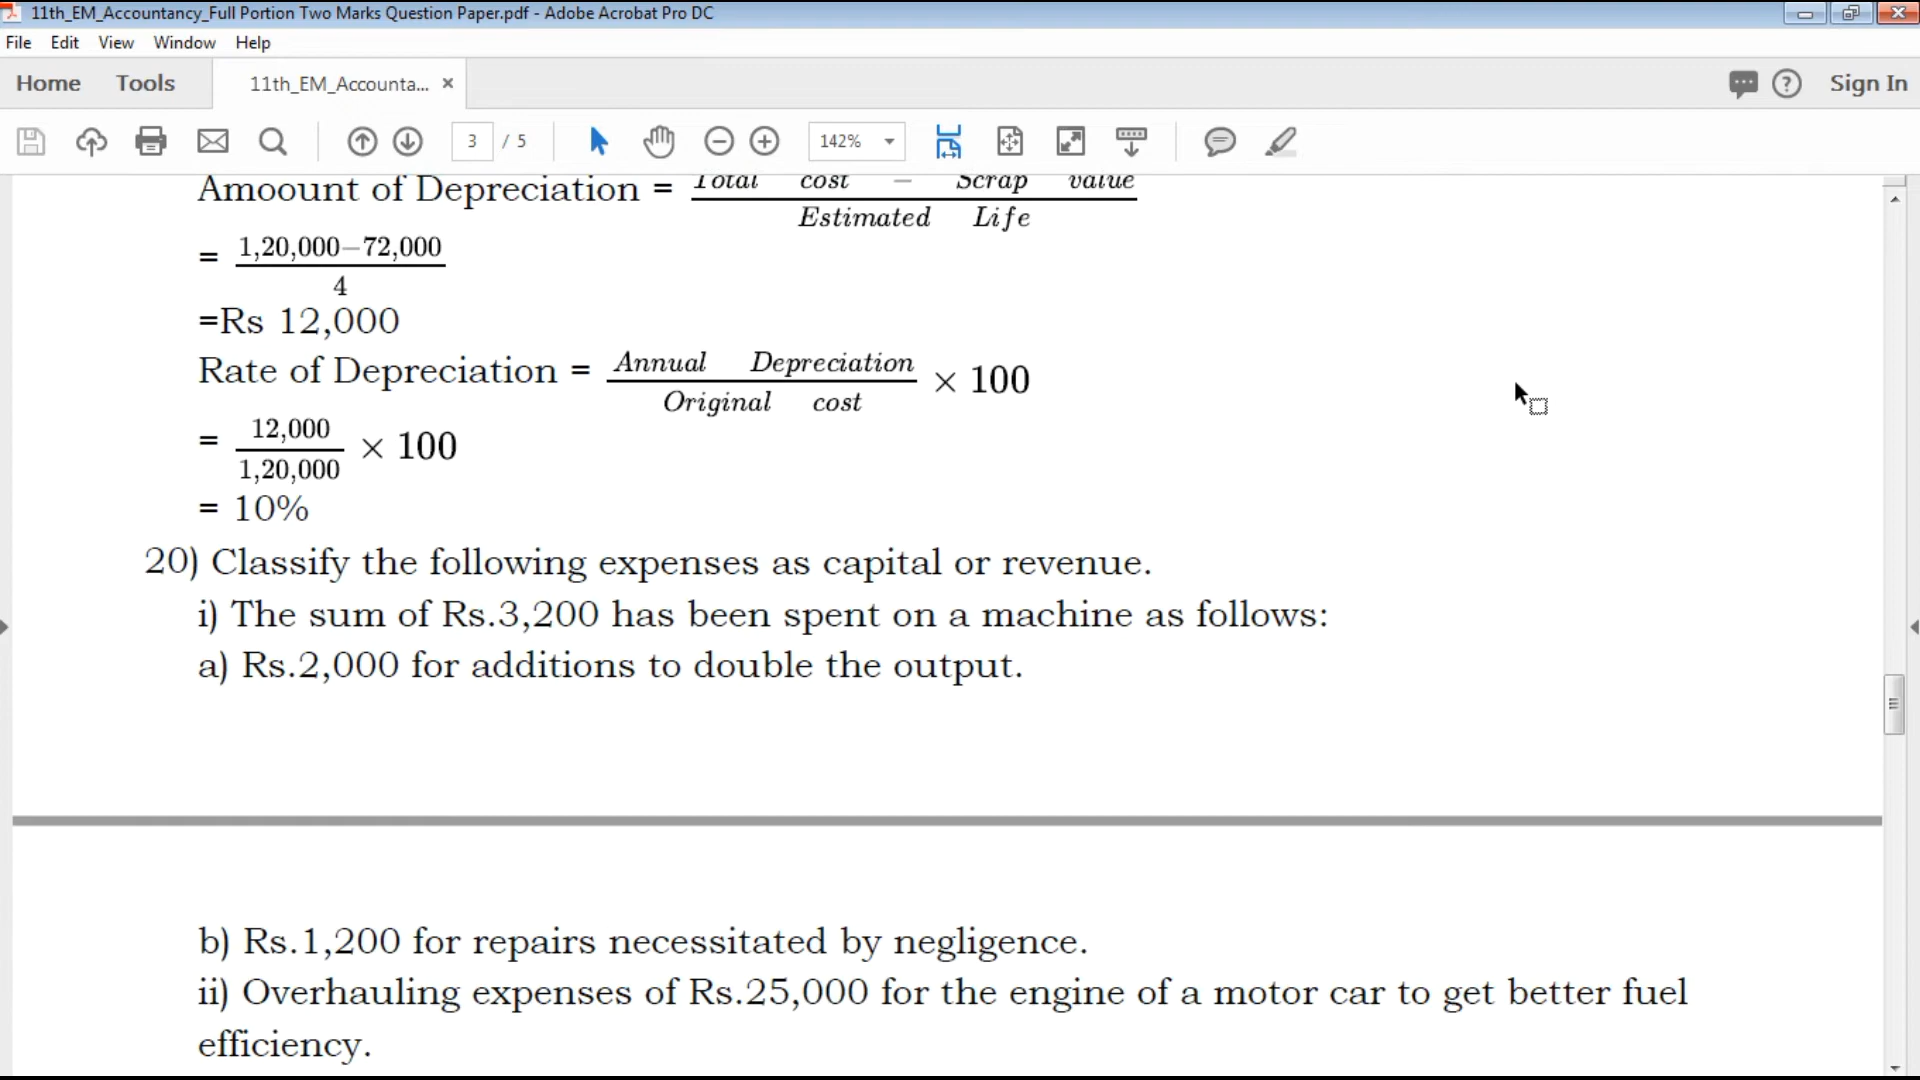 11th_EM_Accountancy_Full Portion Two Marks Question Paper.pdf - Adobe Acrobat Pro DC
File Edit View Window Help
Home Tools 11th_EM_Accounta... × Sign In
3 / 5 142%
Amoount of Depreciation = Total cost − Scrap value
Estimated Life
= 1,20,000−72,000
4
=Rs 12,000
Rate of Depreciation = Annual Depreciation × 100
Original cost
= 12,000 × 100
1,20,000
= 10%
20) Classify the following expenses as capital or revenue.
i) The sum of Rs.3,200 has been spent on a machine as follows:
a) Rs.2,000 for additions to double the output.
b) Rs.1,200 for repairs necessitated by negligence.
ii) Overhauling expenses of Rs.25,000 for the engine of a motor car to get better fuel
efficiency.